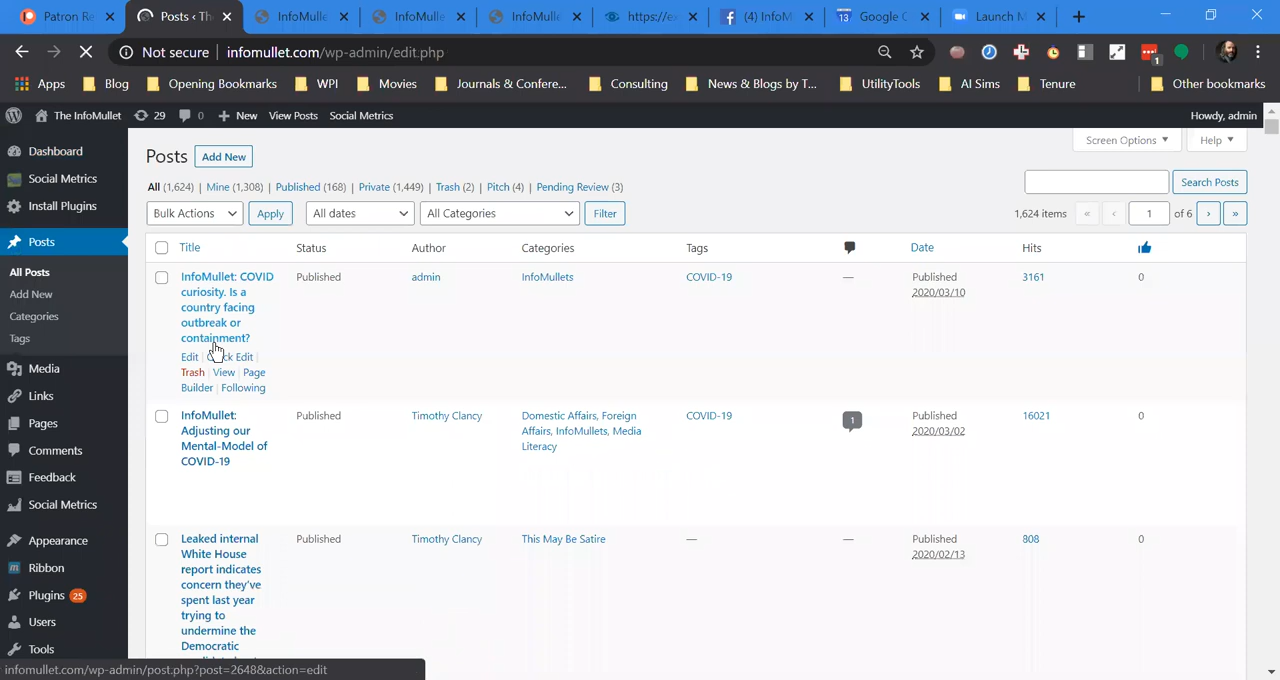 Patron Re
Posts ‹ Th
InfoMulle
InfoMulle
InfoMulle
https://e
(4) InfoM
13
Google C
Launch M
Not secure
infomullet.com/wp-admin/edit.php
1
Apps
Blog
Opening Bookmarks
WPI
Movies
Journals & Confere...
Consulting
News & Blogs by T...
UtilityTools
AI Sims
Tenure
Other bookmarks
The InfoMullet
29
0
New
View Posts
Social Metrics
Howdy, admin
Dashboard
Social Metrics
Install Plugins
Posts
All Posts
Add New
Categories
Tags
Media
Links
Pages
Comments
Feedback
Social Metrics
Appearance
Ribbon
Plugins 25
Users
Tools
Screen Options
Help
Posts
Add New
All (1,624) | Mine (1,308) | Published (168) | Private (1,449) | Trash (2) | Pitch (4) | Pending Review (3)
Search Posts
Bulk Actions
Apply
All dates
All Categories
Filter
1,624 items « ‹ 1 of 6 › »
Title
Status
Author
Categories
Tags
Date
Hits
InfoMullet: COVID
curiosity. Is a
country facing
outbreak or
containment?
Edit | Quick Edit |
Trash | View | Page
Builder | Following
Published
admin
InfoMullets
COVID-19
—
Published
2020/03/10
3161
0
InfoMullet:
Adjusting our
Mental-Model of
COVID-19
Published
Timothy Clancy
Domestic Affairs, Foreign
Affairs, InfoMullets, Media
Literacy
COVID-19
1
Published
2020/03/02
16021
0
Leaked internal
White House
report indicates
concern they've
spent last year
trying to
undermine the
Democratic
Published
Timothy Clancy
This May Be Satire
—
—
Published
2020/02/13
808
0
infomullet.com/wp-admin/post.php?post=2648&action=edit